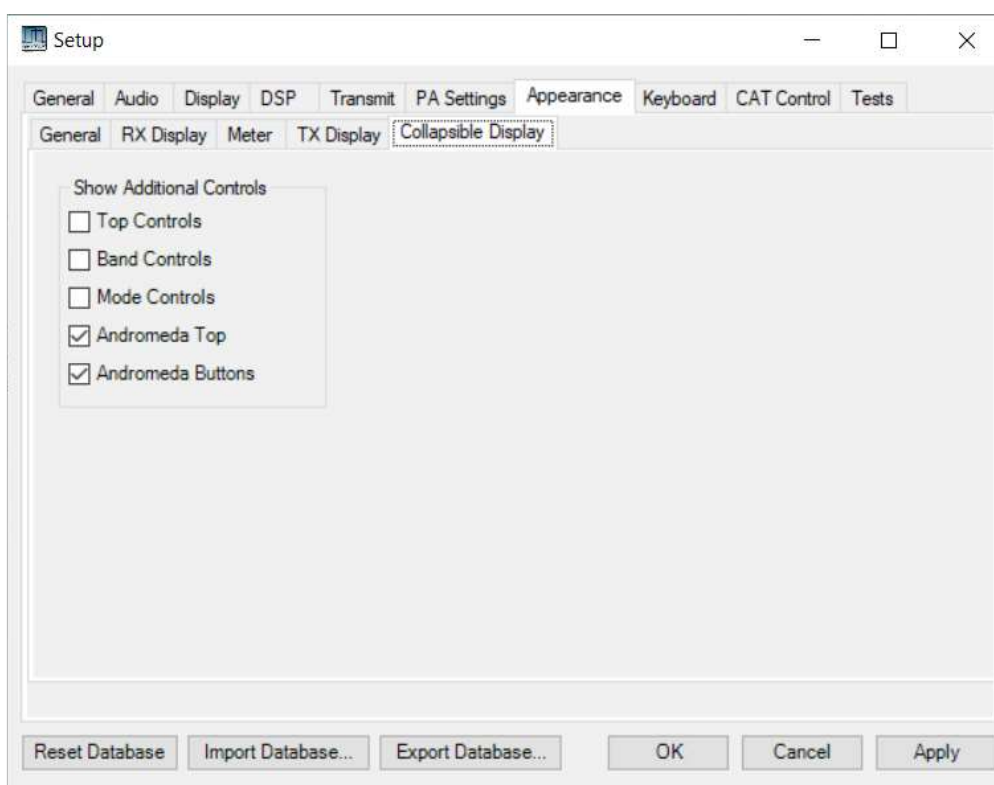 Setup
General Audio Display DSP Transmit PA Settings Appearance Keyboard CAT Control Tests
General RX Display Meter TX Display Collapsible Display
Show Additional Controls
Top Controls
Band Controls
Mode Controls
Andromeda Top
Andromeda Buttons
Reset Database Import Database... Export Database... OK Cancel Apply